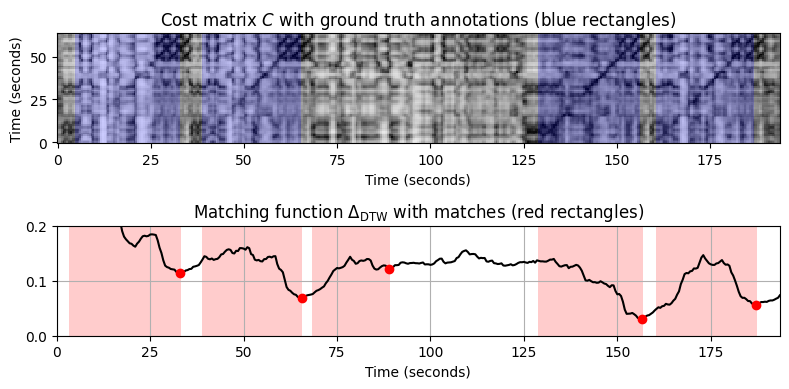 Cost matrix C with ground truth annotations (blue rectangles)
Time (seconds)
50
25
0
0 25 50 75 100 125 150 175
Time (seconds)
Matching function Δ_DTW with matches (red rectangles)
0.2
0.1
0.0
0 25 50 75 100 125 150 175
Time (seconds)